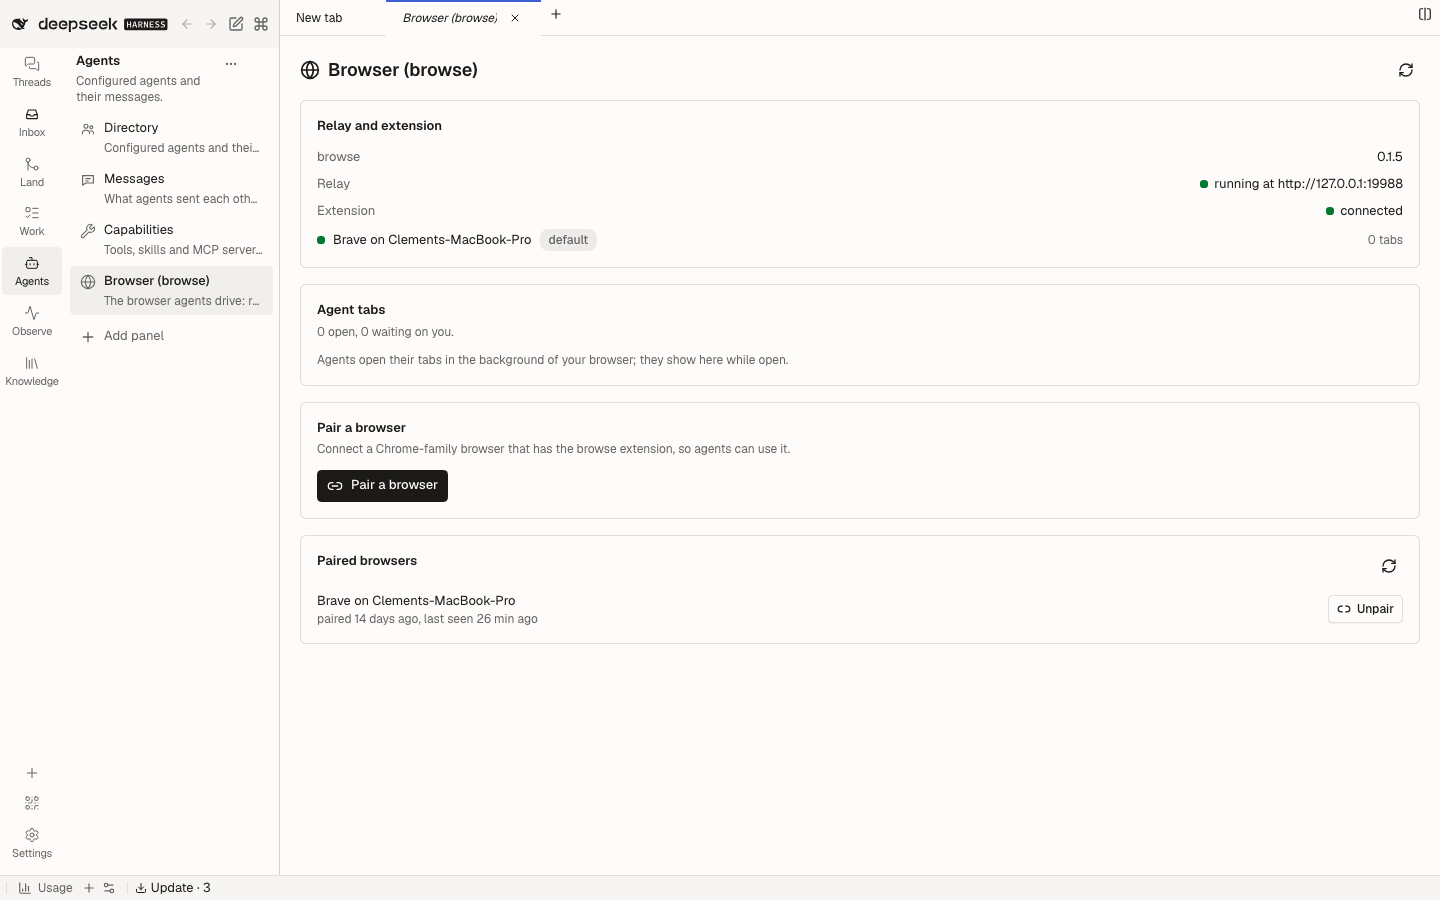 deepseek HARNESS
Threads
Inbox
Land
Work
Agents
Observe
Knowledge
Settings
Agents
Configured agents and
their messages.
Directory
Configured agents and thei…
Messages
What agents sent each oth…
Capabilities
Tools, skills and MCP server…
Browser (browse)
The browser agents drive: r…
Add panel
New tab
Browser (browse)
Browser (browse)
Relay and extension
browse 0.1.5
Relay running at http://127.0.0.1:19988
Extension connected
Brave on Clements-MacBook-Pro default 0 tabs
Agent tabs
0 open, 0 waiting on you.
Agents open their tabs in the background of your browser; they show here while open.
Pair a browser
Connect a Chrome-family browser that has the browse extension, so agents can use it.
Pair a browser
Paired browsers
Brave on Clements-MacBook-Pro
paired 14 days ago, last seen 26 min ago
Unpair
Usage
Update · 3